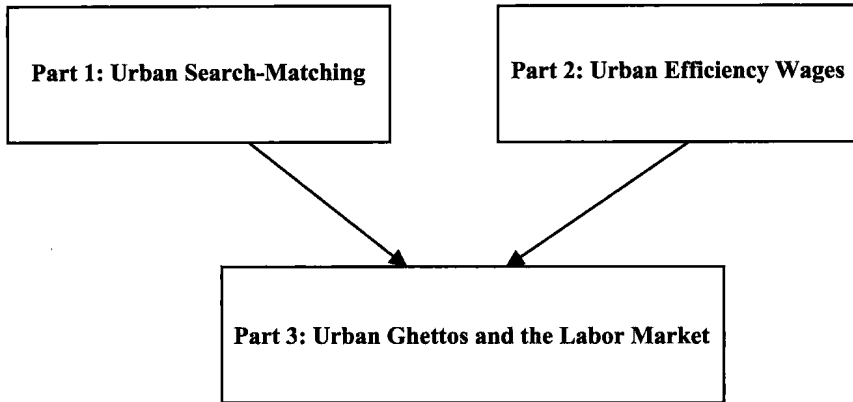 Part 1: Urban Search-Matching
Part 2: Urban Efficiency Wages
Part 3: Urban Ghettos and the Labor Market